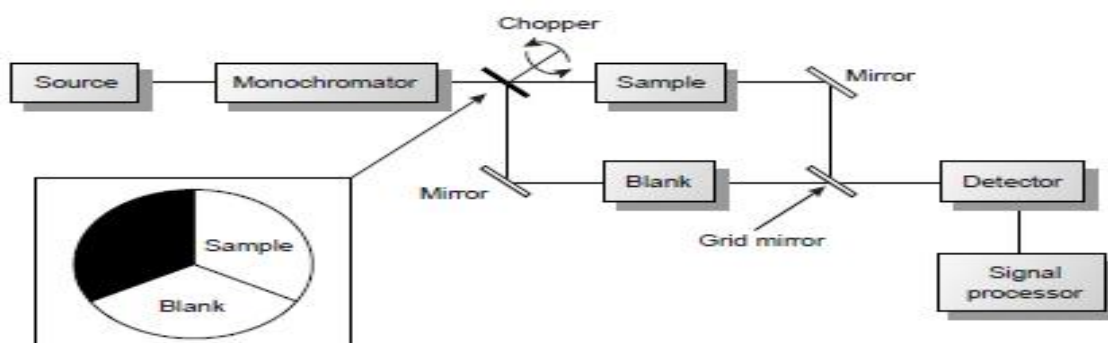 Chopper
Source
Monochromator
Sample
Mirror
Mirror
Blank
Detector
Grid mirror
Sample
Blank
Signal
processor